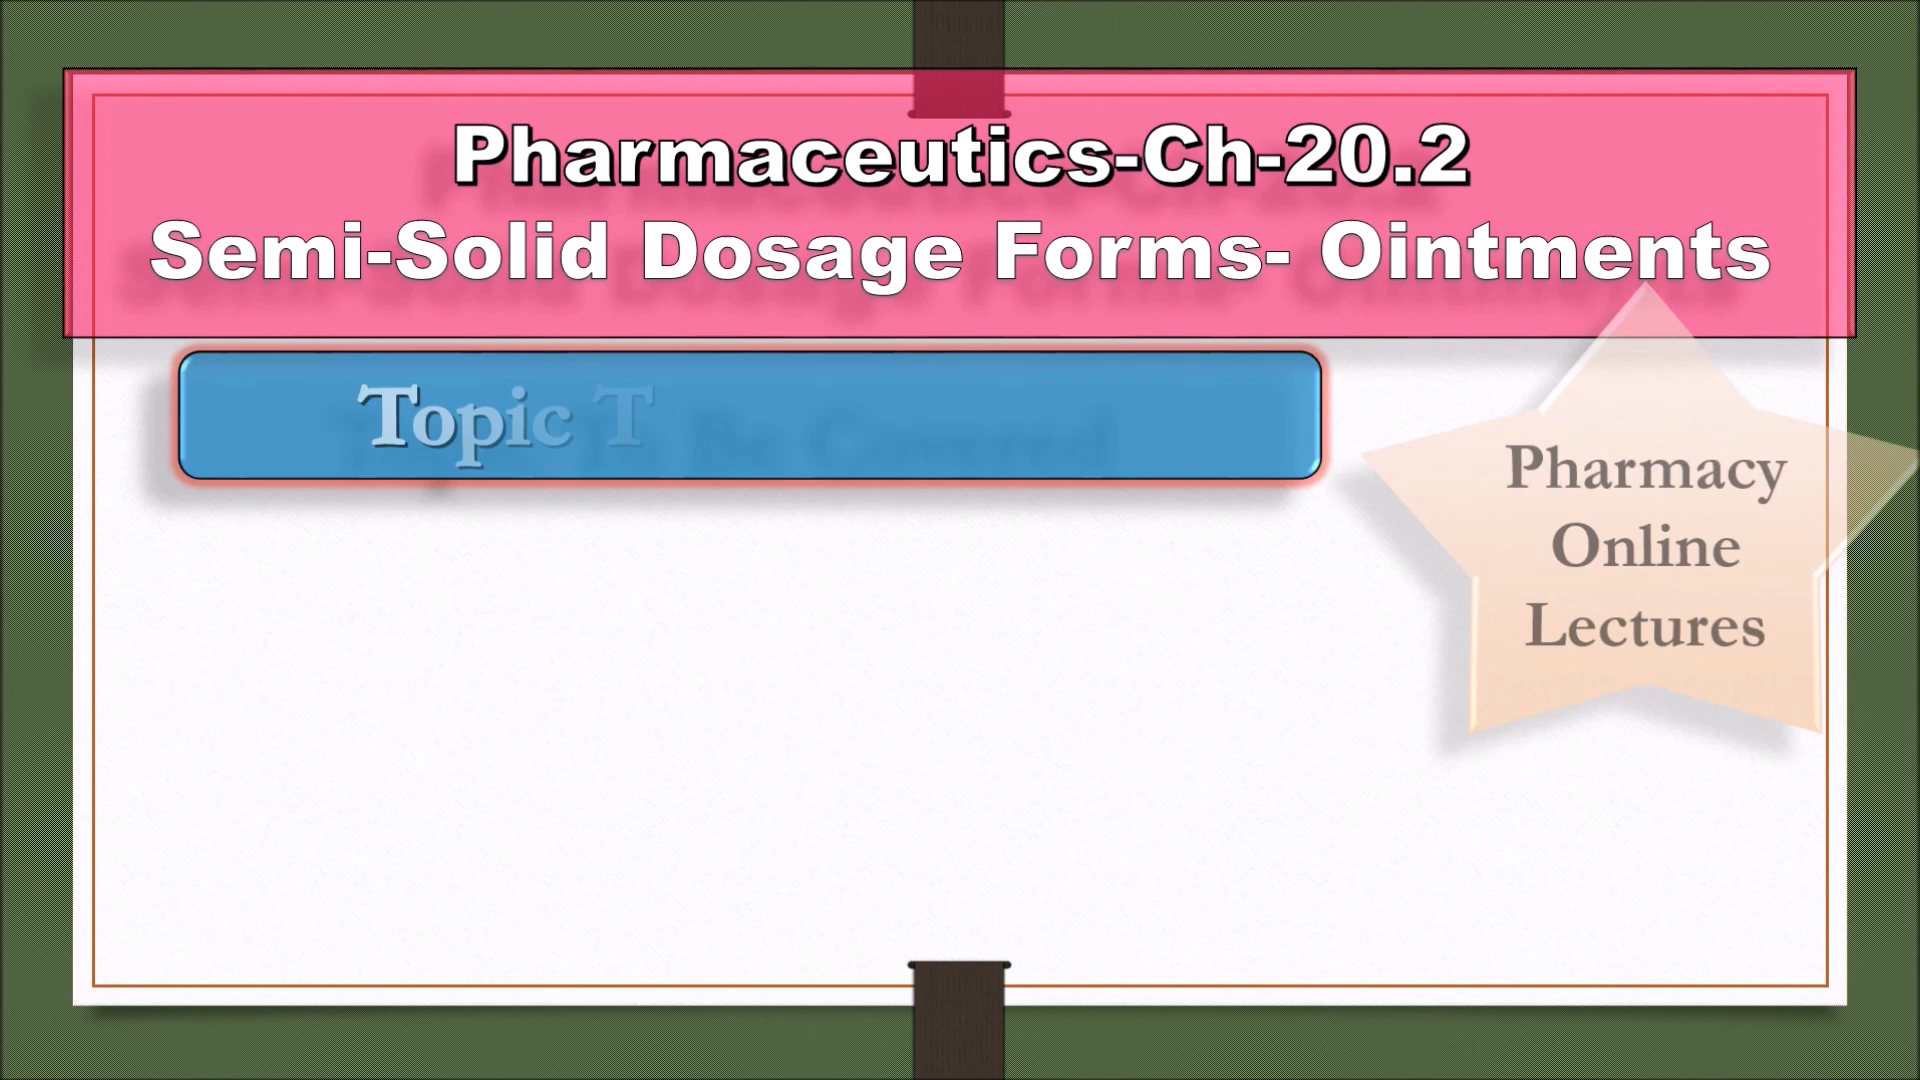 Pharmaceutics-Ch-20.2
Semi-Solid Dosage Forms- Ointments
Topic T
Pharmacy
Online
Lectures